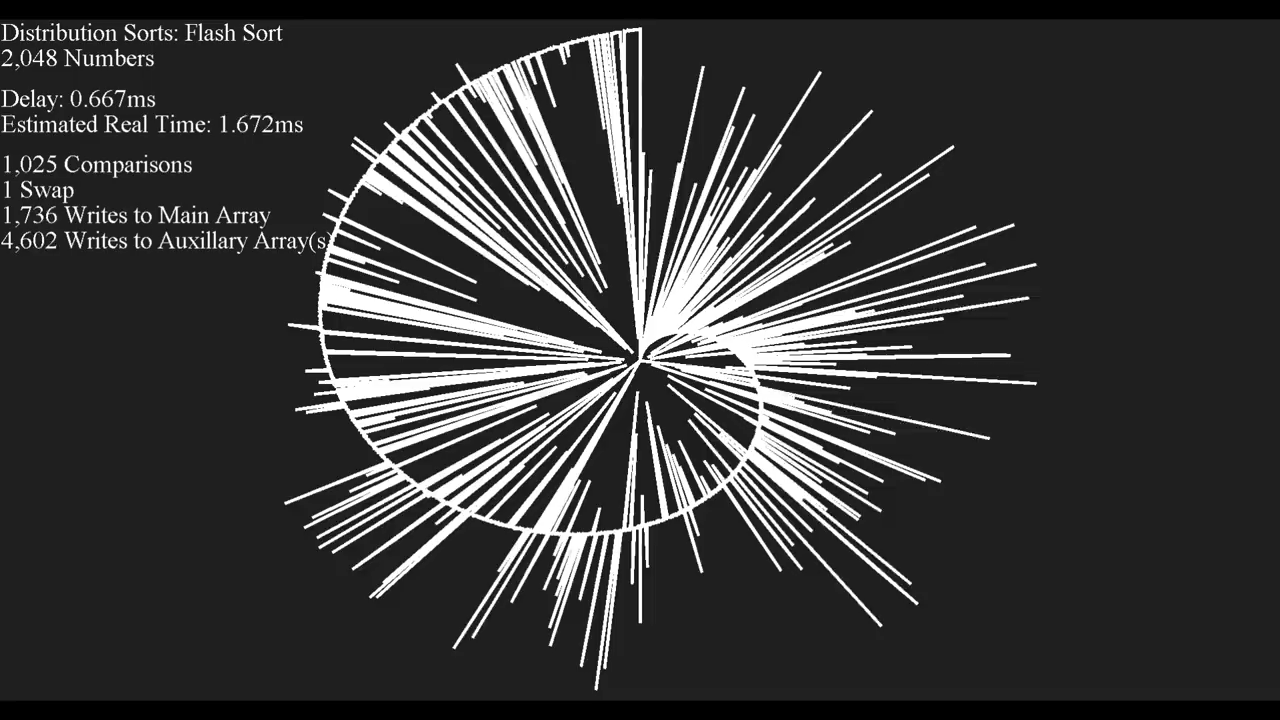 Distribution Sorts: Flash Sort
2,048 Numbers
Delay: 0.667ms
Estimated Real Time: 1.672ms
1,025 Comparisons
1 Swap
1,736 Writes to Main Array
4,602 Writes to Auxillary Array(s)